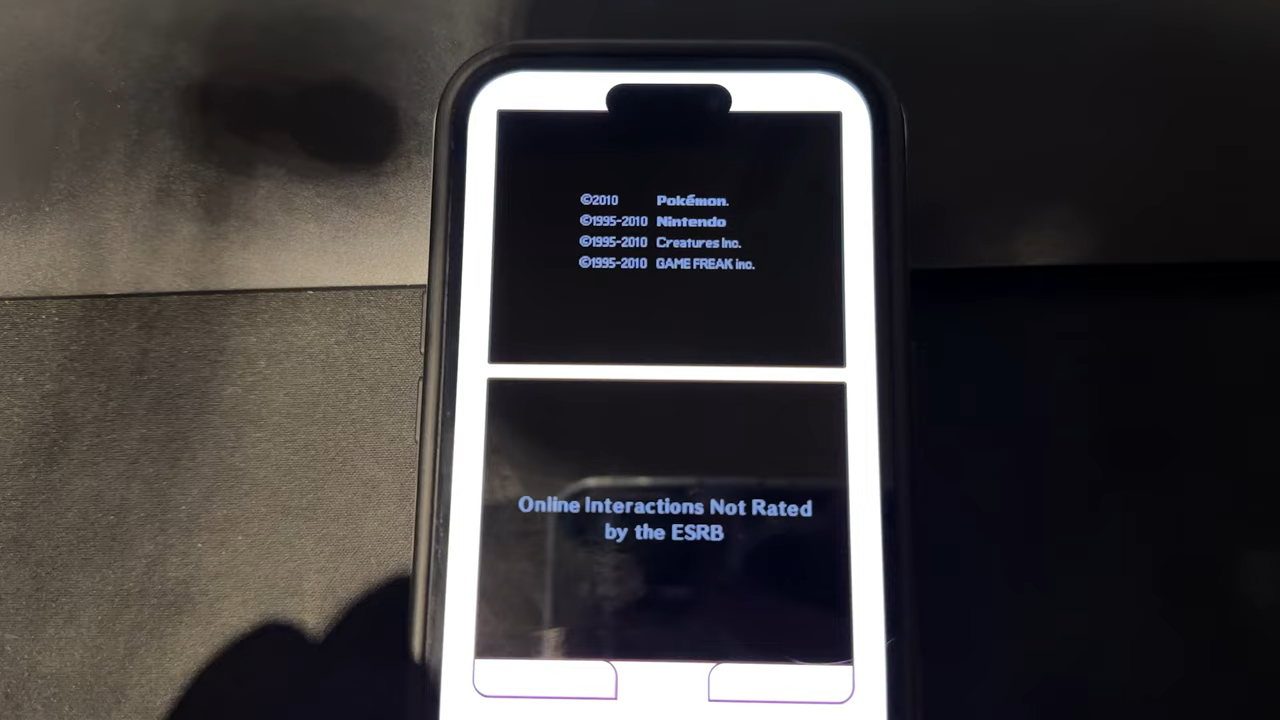 ©2010 Pokémon.
©1995-2010 Nintendo
©1995-2010 Creatures Inc.
©1995-2010 GAME FREAK inc.
Online Interactions Not Rated
by the ESRB